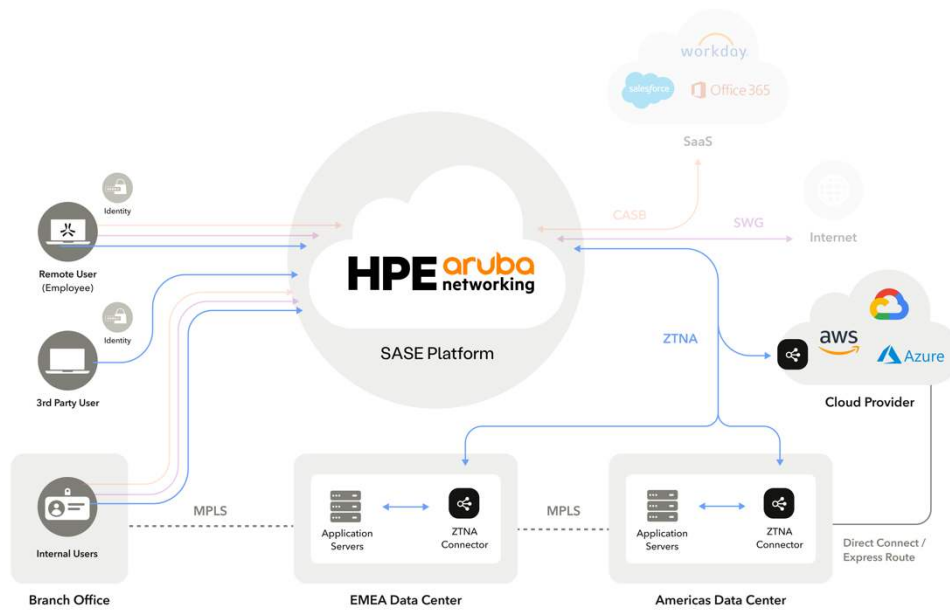 workday.
salesforce
Office 365
SaaS
Identity
CASB
SWG
Internet
Remote User
(Employee)
HPE aruba
networking
SASE Platform
ZTNA
Identity
aws
Azure
3rd Party User
Cloud Provider
MPLS
MPLS
Internal Users
Application
Servers
ZTNA
Connector
Application
Servers
ZTNA
Connector
Direct Connect /
Express Route
Branch Office
EMEA Data Center
Americas Data Center